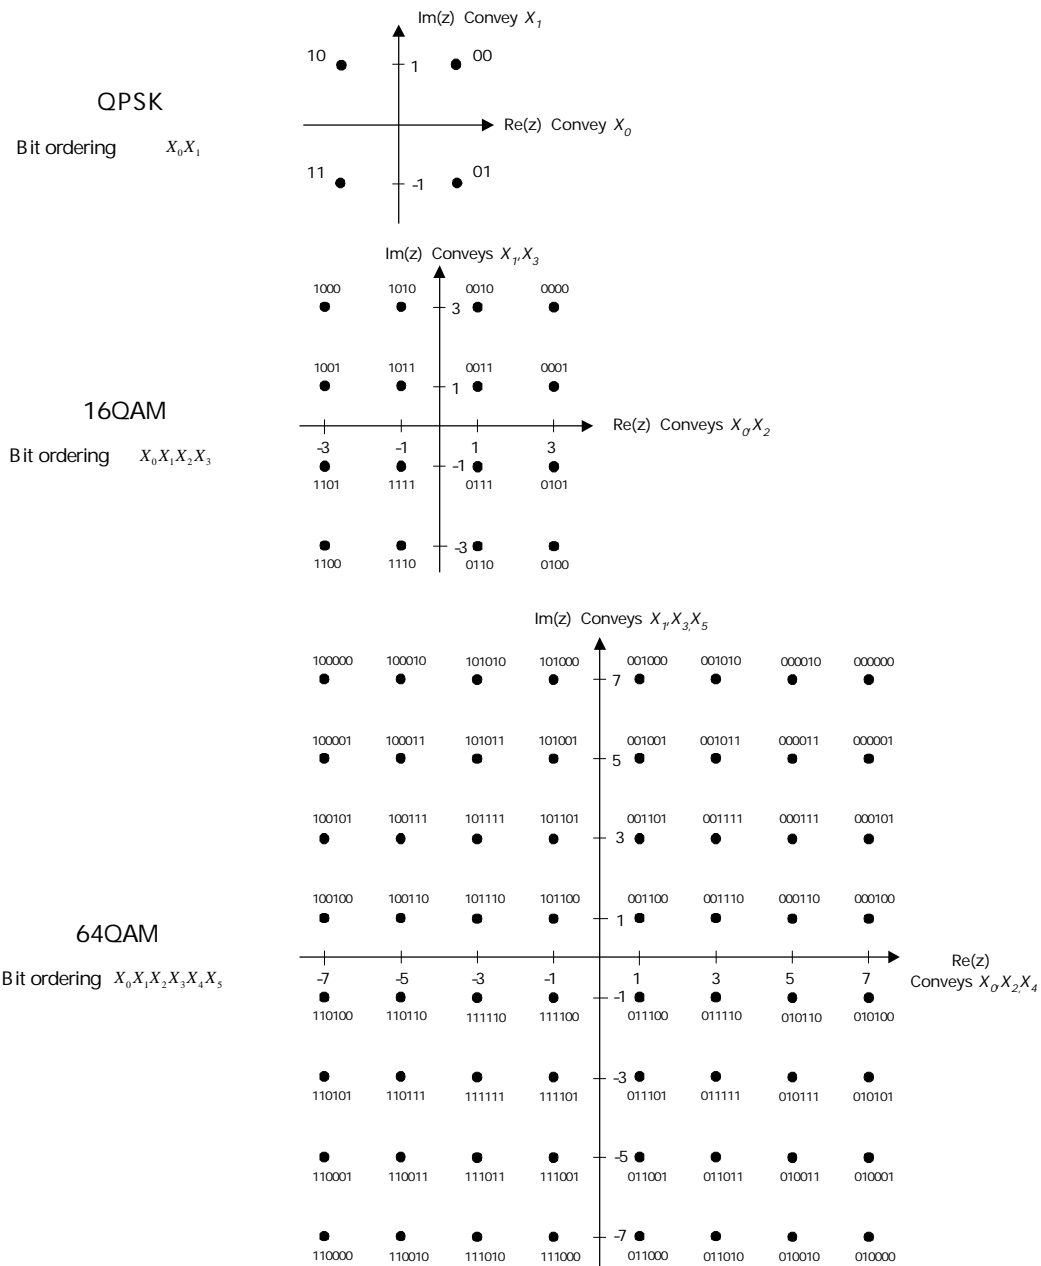 Im(z) Convey X1
10 00
1
QPSK
Re(z) Convey X0
Bit ordering X0X1
11 01
-1
Im(z) Conveys X1,X3
1000 1010 0010 0000
3
1001 1011 0011 0001
1
16QAM
Re(z) Conveys X0,X2
-3 -1 1 3
Bit ordering X0X1X2X3
-1
1101 1111 0111 0101
-3
1100 1110 0110 0100
Im(z) Conveys X1,X3,X5
100000 100010 101010 101000 001000 001010 000010 000000
7
100001 100011 101011 101001 001001 001011 000011 000001
5
100101 100111 101111 101101 001101 001111 000111 000101
3
100100 100110 101110 101100 001100 001110 000110 000100
1
64QAM
Re(z)
Bit ordering X0X1X2X3X4X5
-7 -5 -3 -1 1 3 5 7
Conveys X0,X2,X4
-1
110100 110110 111110 111100 011100 011110 010110 010100
-3
110101 110111 111111 111101 011101 011111 010111 010101
-5
110001 110011 111011 111001 011001 011011 010011 010001
-7
110000 110010 111010 111000 011000 011010 010010 010000